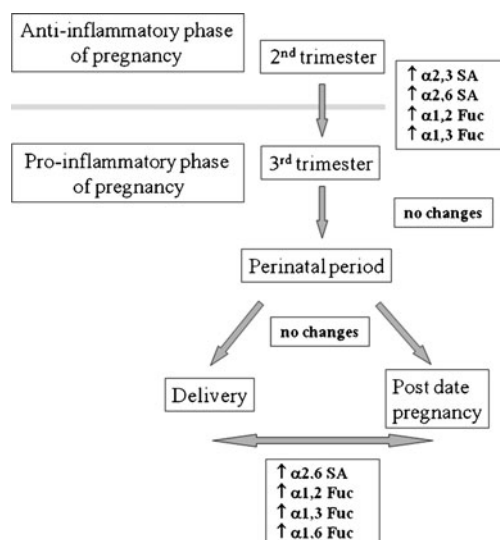 Anti-inflammatory phase
of pregnancy
2nd trimester
↑ α2,3 SA
↑ α2,6 SA
↑ α1,2 Fuc
↑ α1,3 Fuc
Pro-inflammatory phase
of pregnancy
3rd trimester
no changes
Perinatal period
no changes
Delivery
Post date
pregnancy
↑ α2,6 SA
↑ α1,2 Fuc
↑ α1,3 Fuc
↑ α1,6 Fuc